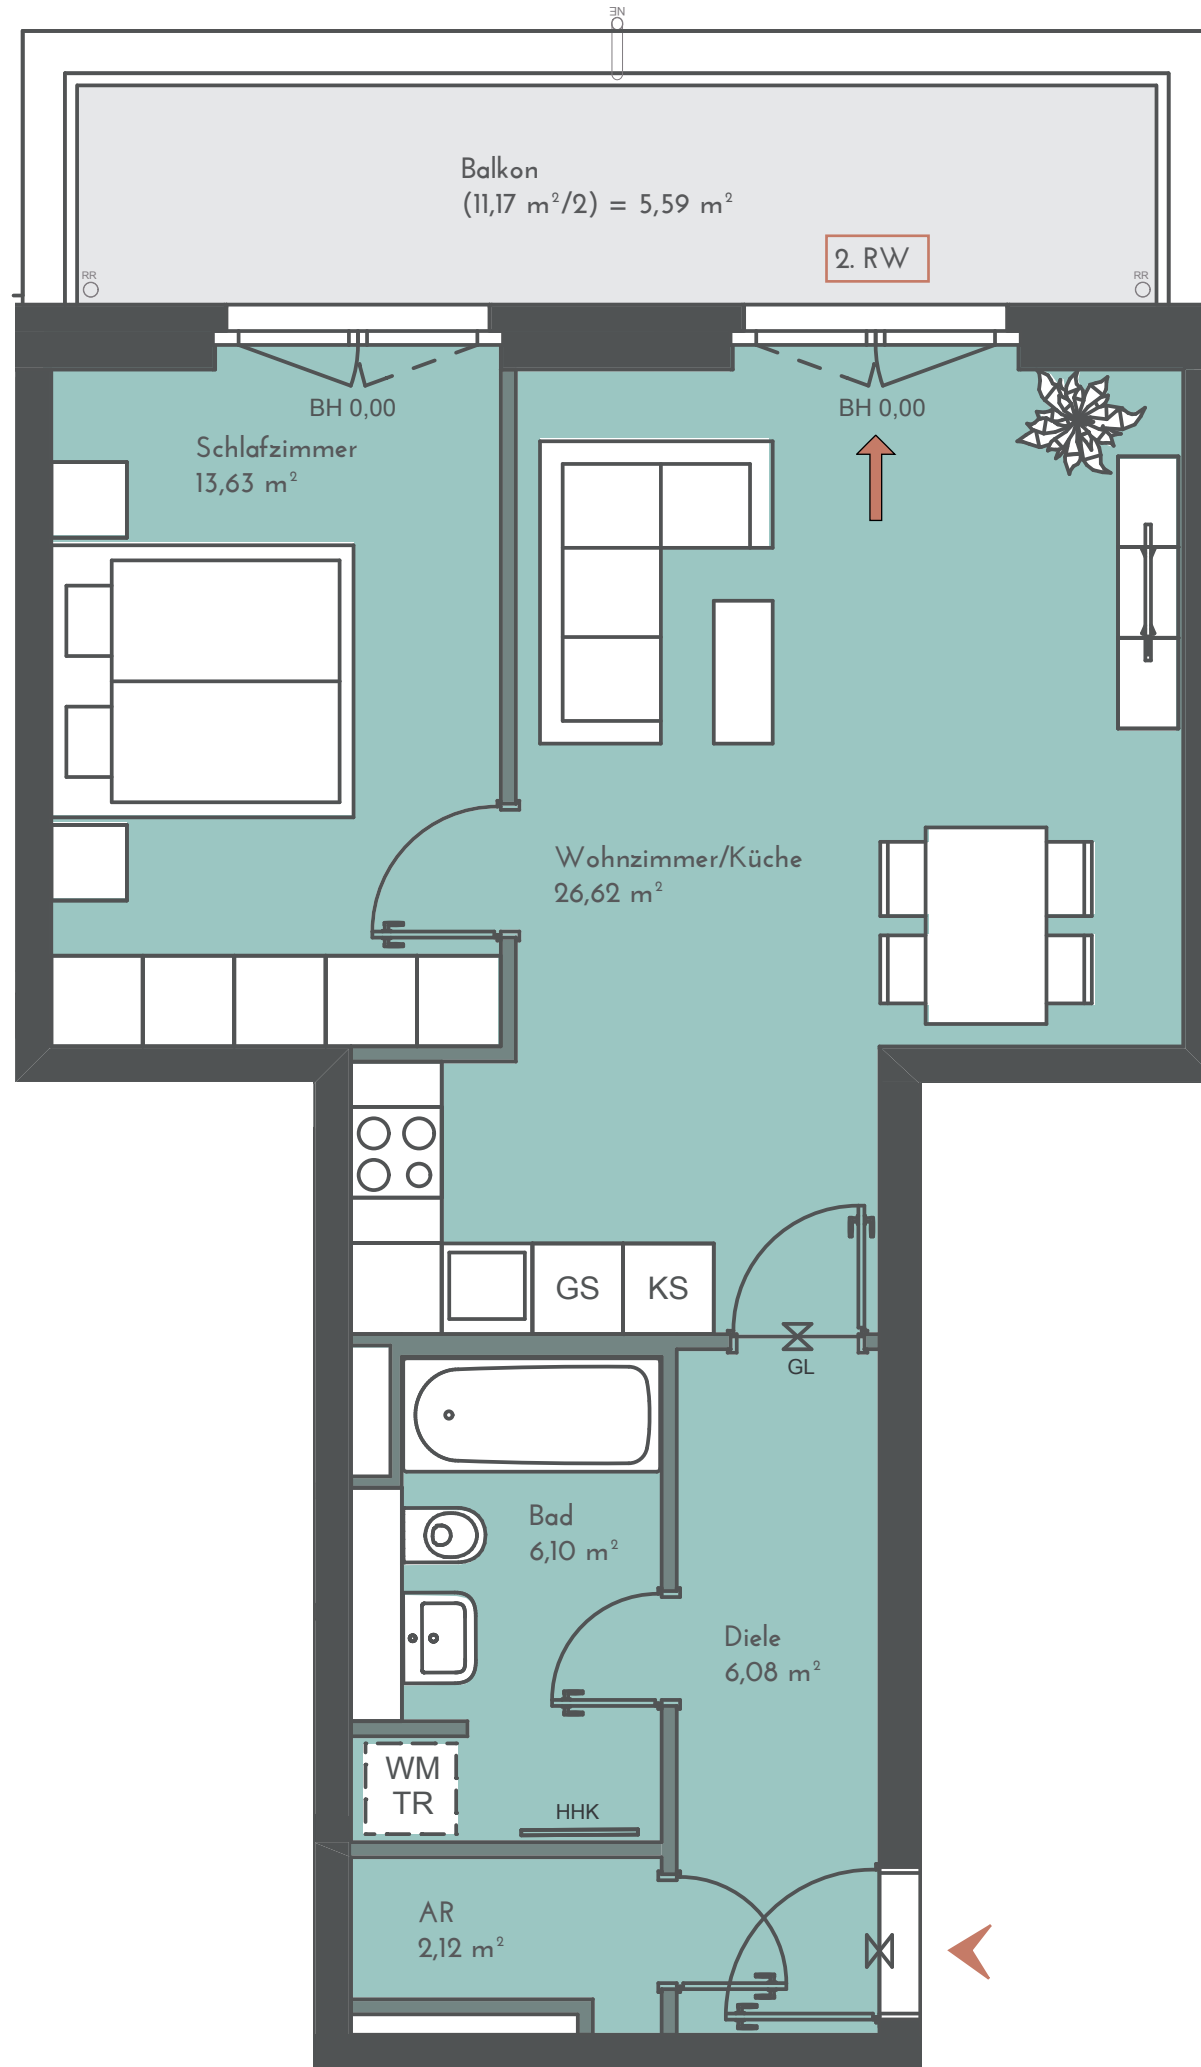 NE
Balkon
(11,17 m²/2) = 5,59 m²
2. RW
RR
RR
BH 0,00
BH 0,00
Schlafzimmer
13,63 m²
Wohnzimmer/Küche
26,62 m²
GS
KS
GL
Bad
6,10 m²
Diele
6,08 m²
WM
TR
HHK
AR
2,12 m²